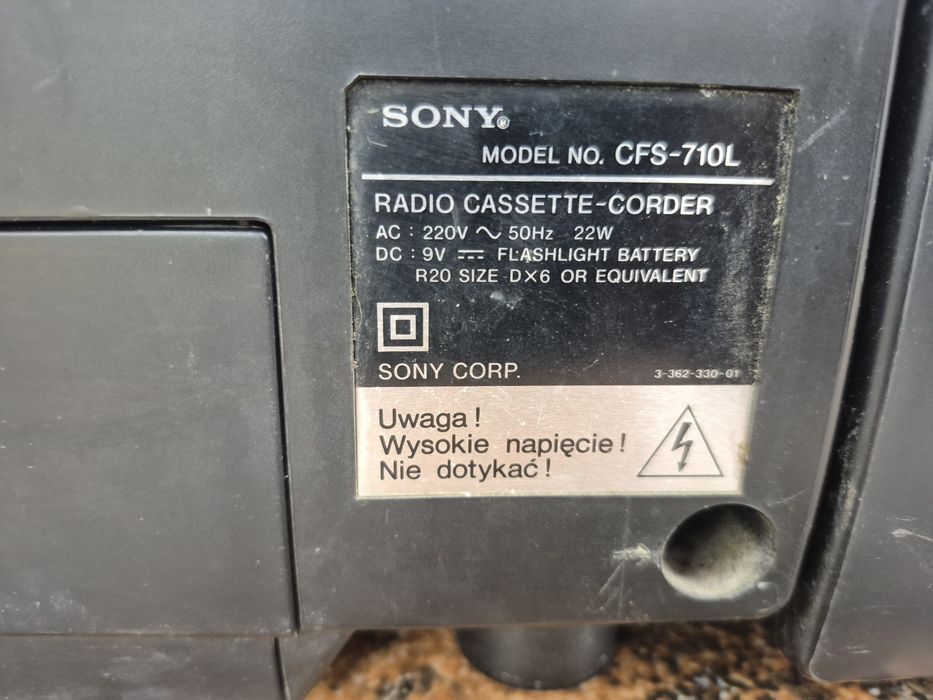 SONY®
MODEL NO. CFS-710L
RADIO CASSETTE-CORDER
AC : 220V ~ 50Hz 22W
DC : 9V ⎓ FLASHLIGHT BATTERY
R20 SIZE D×6 OR EQUIVALENT
SONY CORP.
3-362-330-01
Uwaga !
Wysokie napięcie !
Nie dotykać !